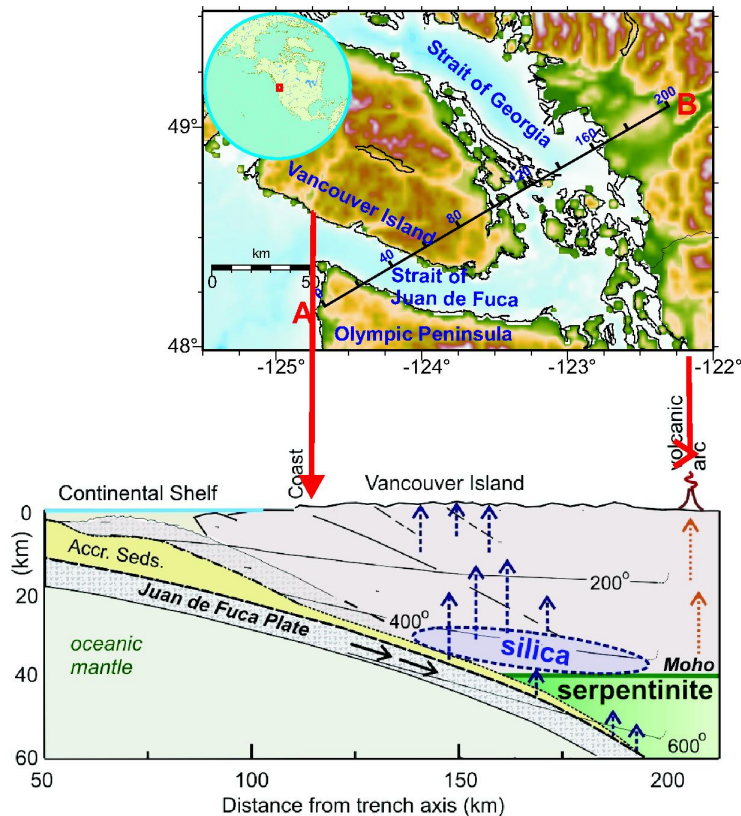 Strait of Georgia
B
200
160
49°
120
Vancouver Island
80
km
40
0
50
Strait of
Juan de Fuca
A
0
Olympic Peninsula
48°
-125°
-124°
-123°
-122°
Coast
volcanic
arc
Continental Shelf
Vancouver Island
0
(km)
Accr. Seds.
200°
20
Juan de Fuca Plate
400°
silica
oceanic
mantle
Moho
40
serpentinite
600°
60
50
100
150
200
Distance from trench axis (km)